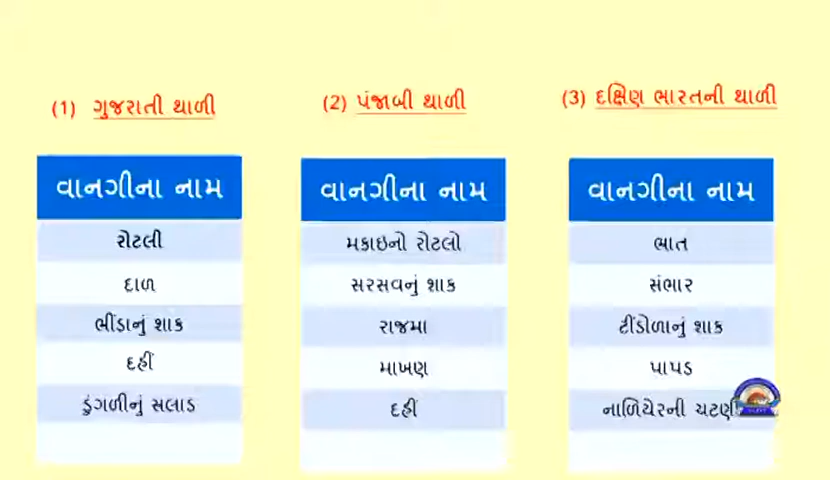 (1) ગુજરાતી થાળી
વાનગીના નામ
રોટલી
દાળ
ભીંડાનું શાક
દહીં
ડુંગળીનું સલાડ
(2) પંજાબી થાળી
વાનગીના નામ
મકાઇનો રોટલો
સરસવનું શાક
રાજમા
માખણ
દહીં
(3) દક્ષિણ ભારતની થાળી
વાનગીના નામ
ભાત
સંભાર
ટીંડોળાનું શાક
પાપડ
નાળિયેરની ચટણી